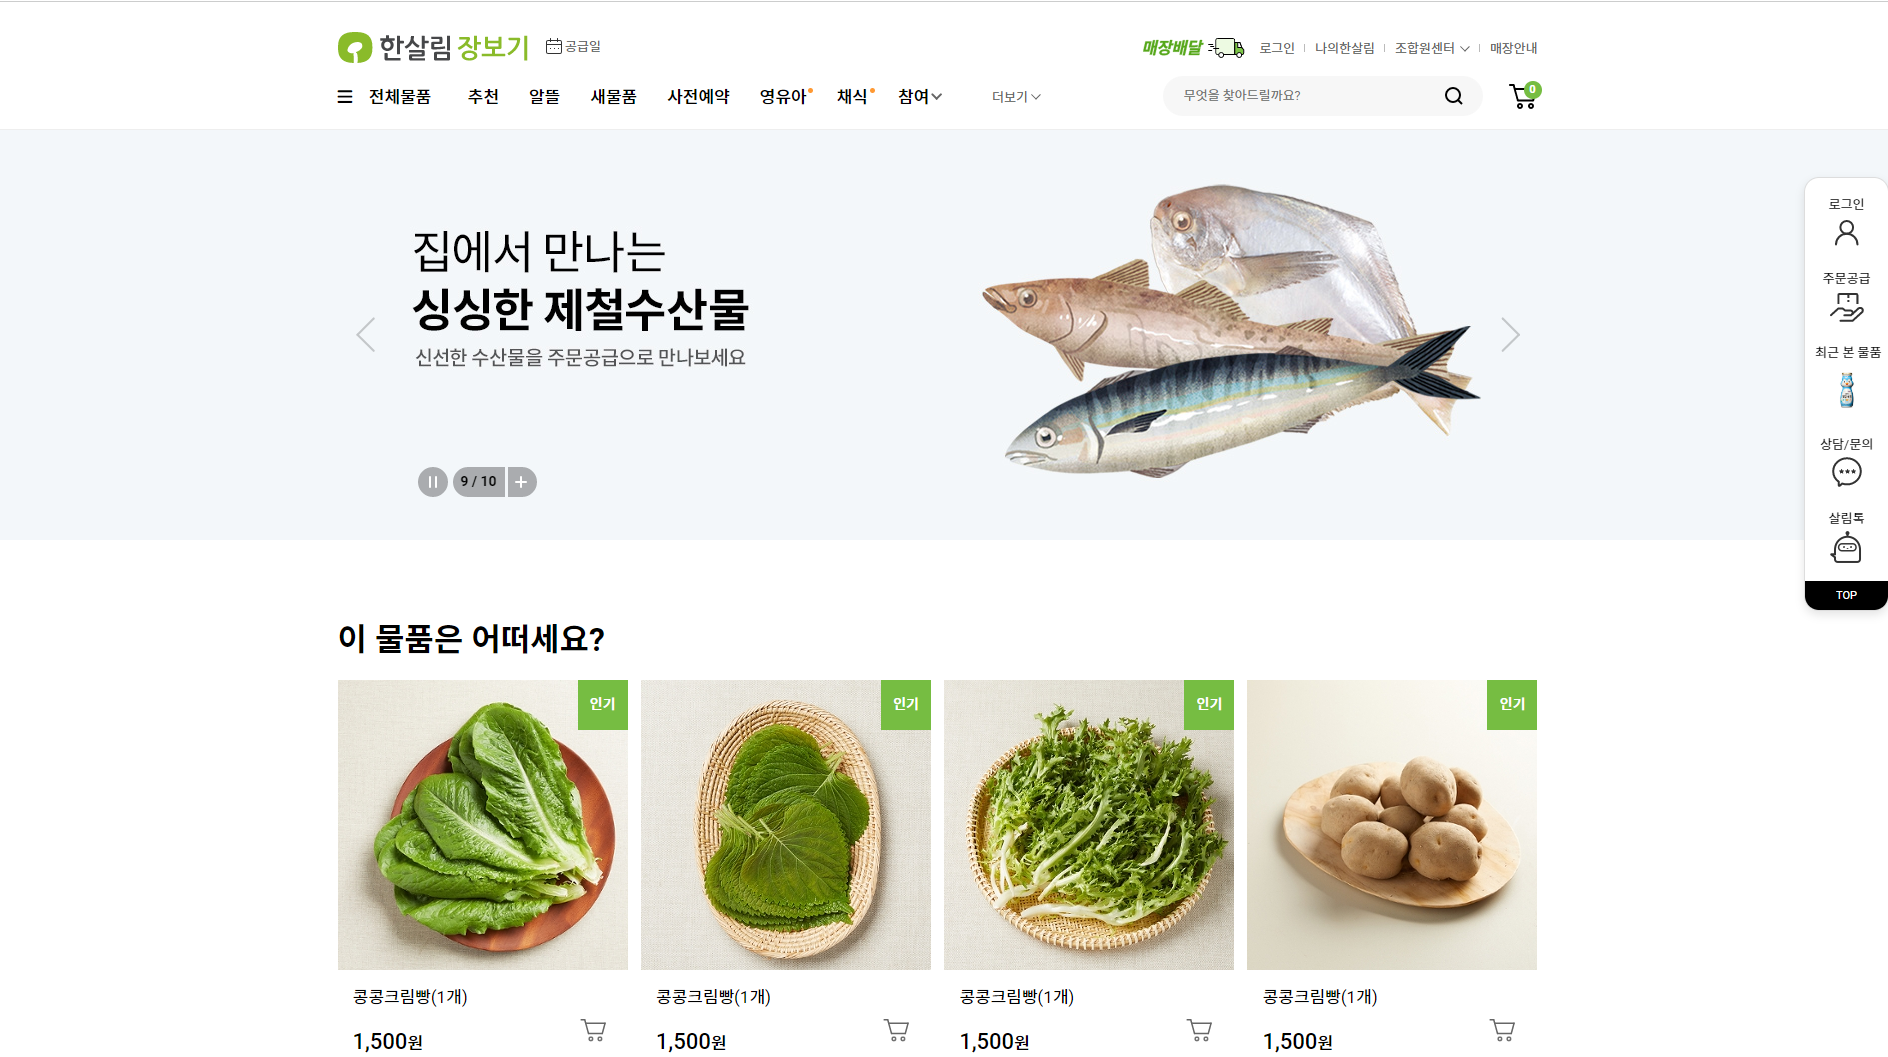 한살림 장보기 공급일
매장배달 로그인 나의한살림 조합원센터 매장안내
전체물품 추천 알뜰 새물품 사전예약 영유아 채식 참여 더보기 무엇을 찾아드릴까요? 0
집에서 만나는
싱싱한 제철수산물
신선한 수산물을 주문공급으로 만나보세요
9 / 10
로그인
주문공급
최근 본 물품
상담/문의
살림톡
TOP
이 물품은 어떠세요?
인기 인기 인기 인기
콩콩크림빵(1개) 콩콩크림빵(1개) 콩콩크림빵(1개) 콩콩크림빵(1개)
1,500원 1,500원 1,500원 1,500원